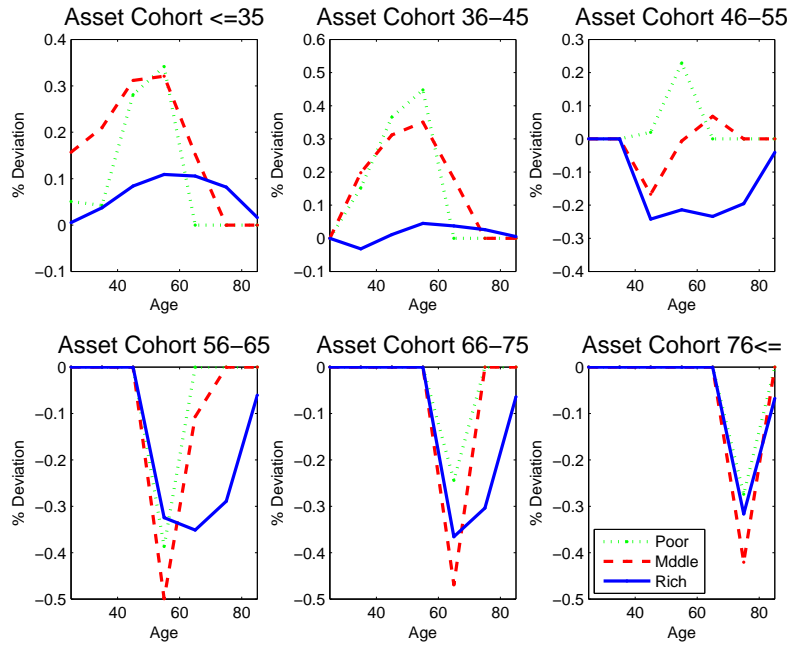 Asset Cohort <=35
% Deviation
0.5
0.4
0.3
0.2
0.1
0
−0.1
40
60
80
Age
Asset Cohort 36−45
% Deviation
0.6
0.5
0.4
0.3
0.2
0.1
0
−0.1
40
60
80
Age
Asset Cohort 46−55
% Deviation
0.3
0.2
0.1
0
−0.1
−0.2
−0.3
−0.4
40
60
80
Age
Asset Cohort 56−65
% Deviation
0
−0.1
−0.2
−0.3
−0.4
−0.5
40
60
80
Age
Asset Cohort 66−75
% Deviation
0
−0.1
−0.2
−0.3
−0.4
−0.5
40
60
80
Age
Asset Cohort 76<=
% Deviation
0
−0.1
−0.2
−0.3
−0.4
−0.5
Poor
Mddle
Rich
40
60
80
Age